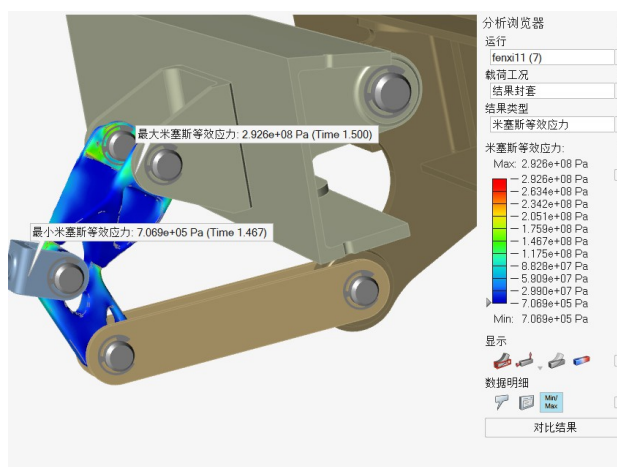 分析浏览器
运行
fenxi11 (7)
载荷工况
结果封套
结果类型
米塞斯等效应力
米塞斯等效应力:
Max: 2.926e+08 Pa
2.926e+08 Pa
2.634e+08 Pa
2.342e+08 Pa
2.051e+08 Pa
1.759e+08 Pa
1.467e+08 Pa
1.175e+08 Pa
8.828e+07 Pa
5.909e+07 Pa
2.990e+07 Pa
7.069e+05 Pa
Min: 7.069e+05 Pa
显示
数据明细
Min/
Max
对比结果
最大米塞斯等效应力: 2.926e+08 Pa (Time 1.500)
最小米塞斯等效应力: 7.069e+05 Pa (Time 1.467)